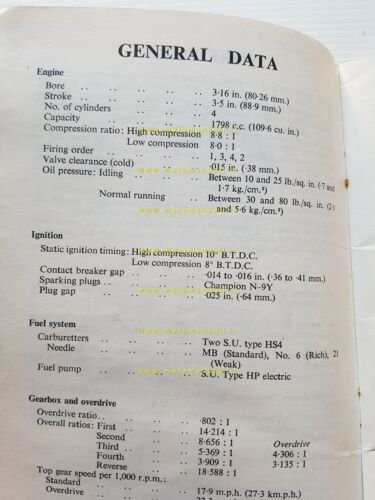 GENERAL DATA
Engine
Bore .. .. .. .. .. 3·16 in. (80·26 mm.)
Stroke .. .. .. .. .. 3·5 in. (88·9 mm.)
No. of cylinders .. .. .. 4
Capacity .. .. .. .. 1798 c.c. (109·6 cu. in.)
Compression ratio: High compression 8·8 : 1
Low compression 8·0 : 1
Firing order .. .. .. .. 1, 3, 4, 2
Valve clearance (cold) .. .. ·015 in. (·38 mm.)
Oil pressure: Idling .. .. Between 10 and 25 lb./sq. in. (·7 and
1·7 kg./cm.²)
Normal running .. Between 30 and 80 lb./sq. in.
and 5·6 kg./cm.²)
Ignition
Static ignition timing: High compression 10° B.T.D.C.
Low compression 8° B.T.D.C.
Contact breaker gap .. .. ·014 to ·016 in. (·36 to ·41 mm.)
Sparking plugs .. .. .. Champion N–9Y
Plug gap .. .. .. .. ·025 in. (·64 mm.)
Fuel system
Carburetters .. .. .. .. Two S.U. type HS4
Needle .. .. .. .. MB (Standard), No. 6 (Rich), 21
(Weak)
Fuel pump .. .. .. .. S.U. Type HP electric
Gearbox and overdrive
Overdrive ratio .. .. .. ·802 : 1
Overall ratios: First .. .. .. 14·214 : 1
Second .. .. 8·656 : 1 Overdrive
Third .. .. .. 5·369 : 1 4·306 : 1
Fourth .. .. 3·909 : 1 3·135 : 1
Reverse .. .. 18·588 : 1
Top gear speed per 1,000 r.p.m.:
Standard .. .. .. .. 17·9 m.p.h. (27·3 km.p.h.)
Overdrive .. .. .. ..